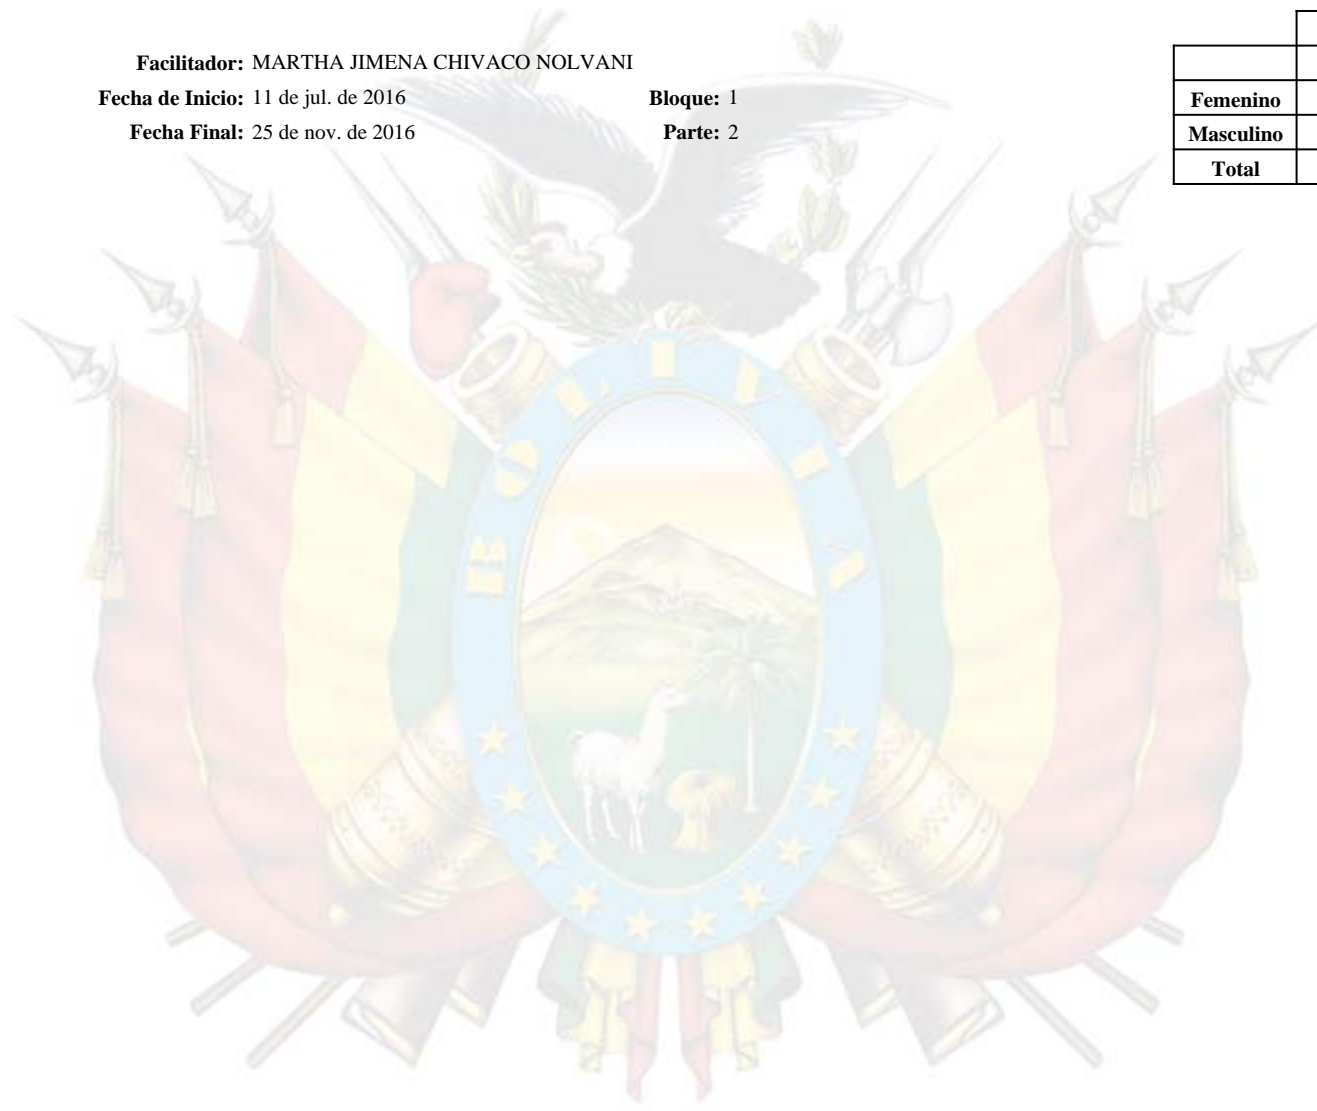 Facilitador: MARTHA JIMENA CHIVACO NOLVANI
Fecha de Inicio: 11 de jul. de 2016 Bloque: 1
Fecha Final: 25 de nov. de 2016 Parte: 2
Femenino
Masculino
Total
BOLIVIA